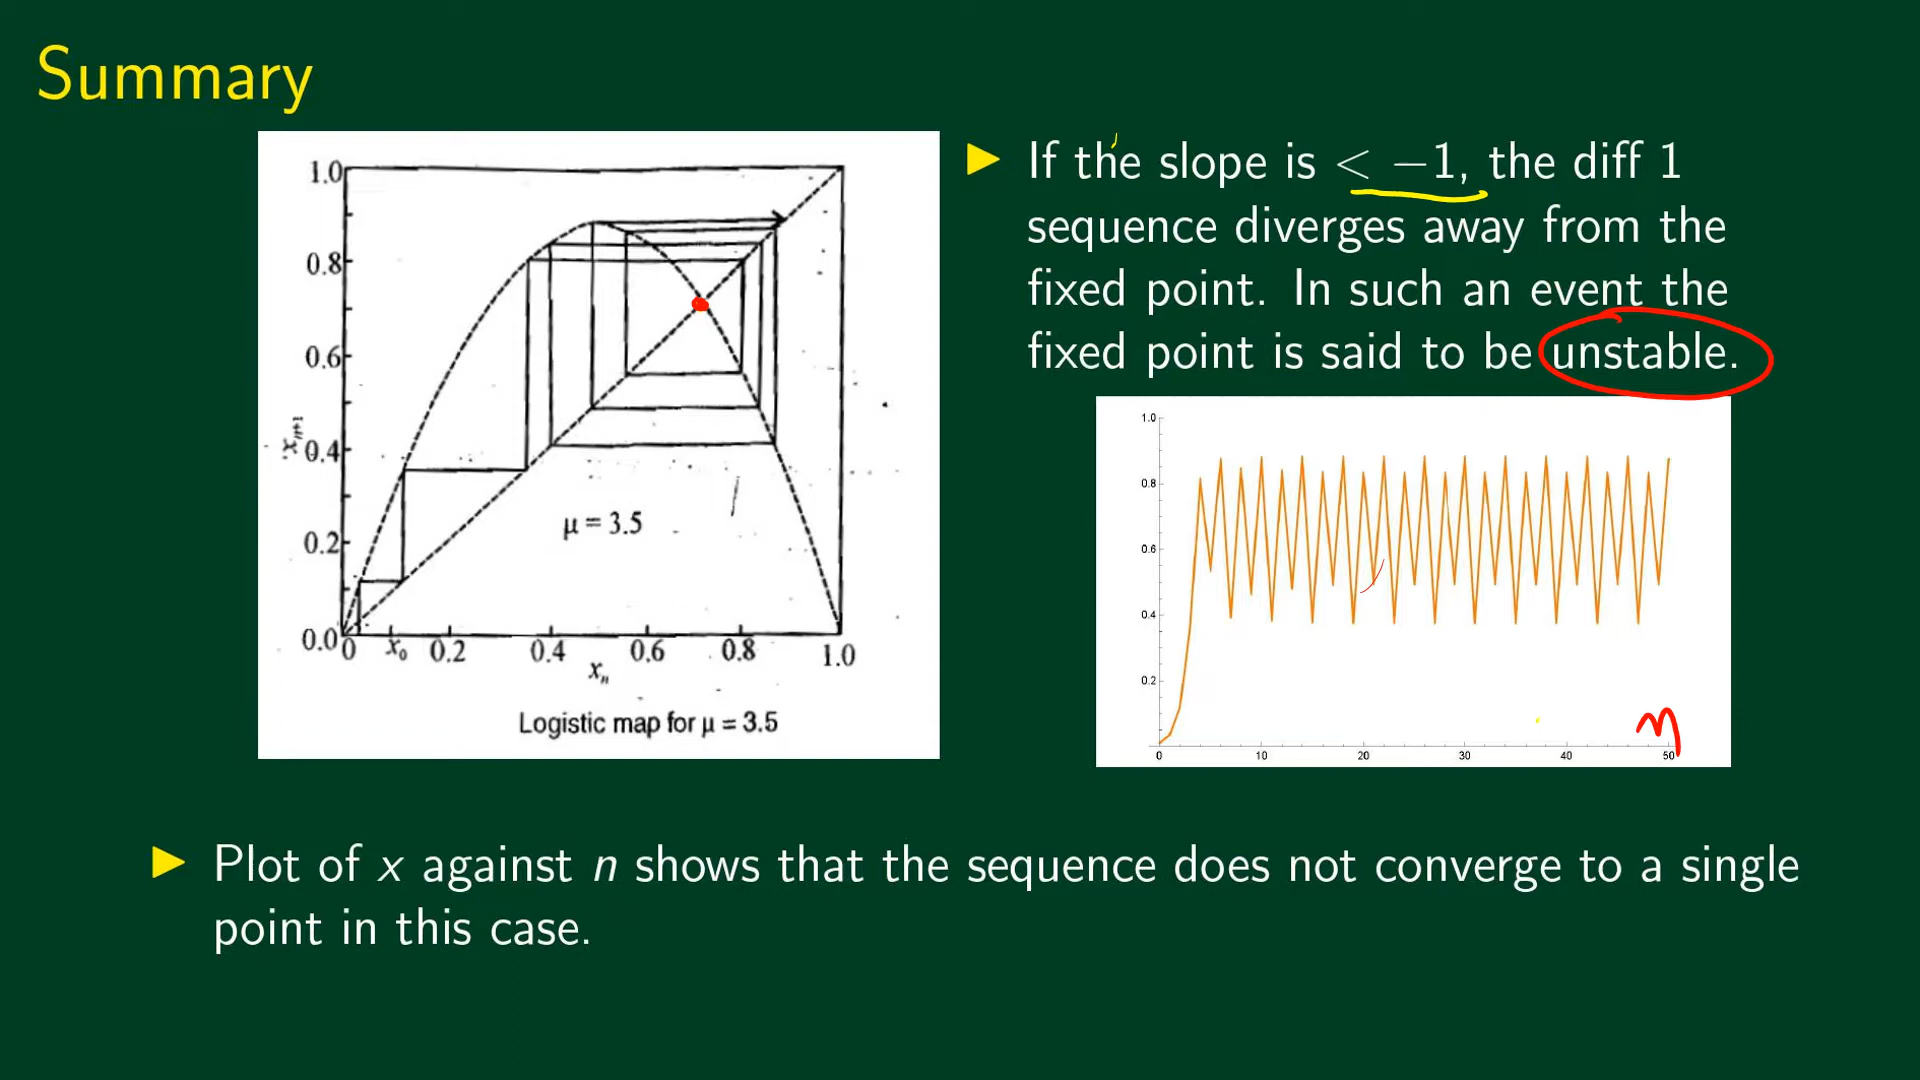 Summary
▶ If the slope is < −1, the diff 1
sequence diverges away from the
fixed point. In such an event the
fixed point is said to be unstable.
1.0
0.8
0.6
0.4
0.2
0.0
x_{n+1}
0 x_0 0.2 0.4 0.6 0.8 1.0
x_n
μ = 3.5
Logistic map for μ = 3.5
1.0
0.8
0.6
0.4
0.2
0 10 20 30 40 50
n
▶ Plot of x against n shows that the sequence does not converge to a single
point in this case.